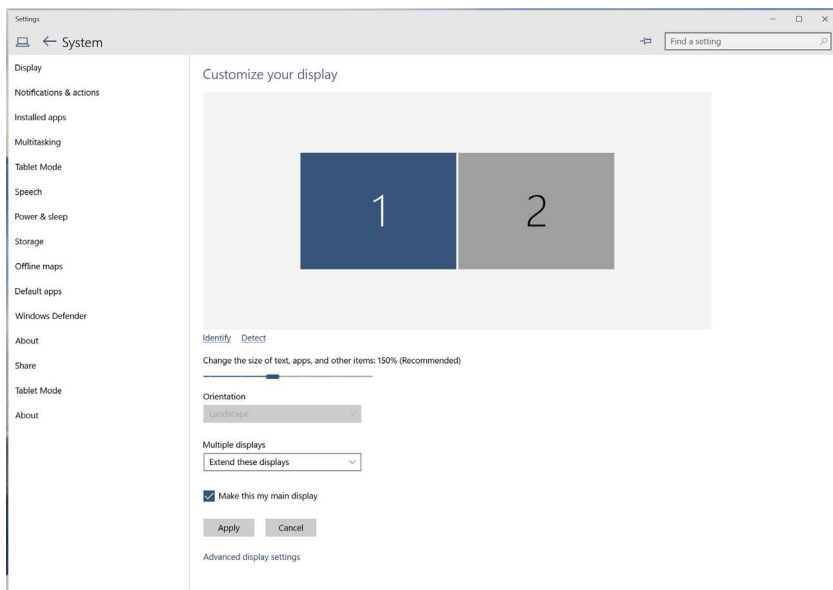 Settings
System
Find a setting
Display
Notifications & actions
Installed apps
Multitasking
Tablet Mode
Speech
Power & sleep
Storage
Offline maps
Default apps
Windows Defender
About
Share
Tablet Mode
About
Customize your display
1 2
Identify Detect
Change the size of text, apps, and other items: 150% (Recommended)
Orientation
Landscape
Multiple displays
Extend these displays
Make this my main display
Apply Cancel
Advanced display settings